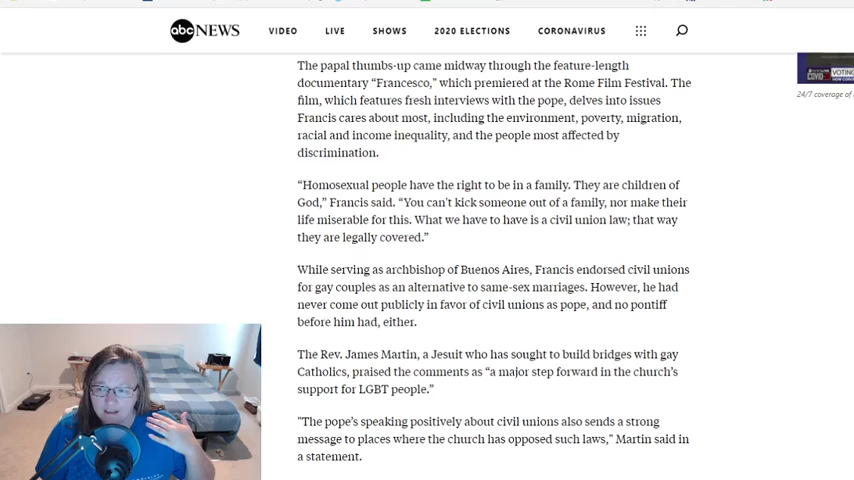 abc NEWS VIDEO LIVE SHOWS 2020 ELECTIONS CORONAVIRUS
The papal thumbs-up came midway through the feature-length
documentary “Francesco,” which premiered at the Rome Film Festival. The
film, which features fresh interviews with the pope, delves into issues
Francis cares about most, including the environment, poverty, migration,
racial and income inequality, and the people most affected by
discrimination.
“Homosexual people have the right to be in a family. They are children of
God,” Francis said. “You can't kick someone out of a family, nor make their
life miserable for this. What we have to have is a civil union law; that way
they are legally covered.”
While serving as archbishop of Buenos Aires, Francis endorsed civil unions
for gay couples as an alternative to same-sex marriages. However, he had
never come out publicly in favor of civil unions as pope, and no pontiff
before him had, either.
The Rev. James Martin, a Jesuit who has sought to build bridges with gay
Catholics, praised the comments as “a major step forward in the church’s
support for LGBT people.”
"The pope’s speaking positively about civil unions also sends a strong
message to places where the church has opposed such laws," Martin said in
a statement.
VOTING
24/7 coverage of